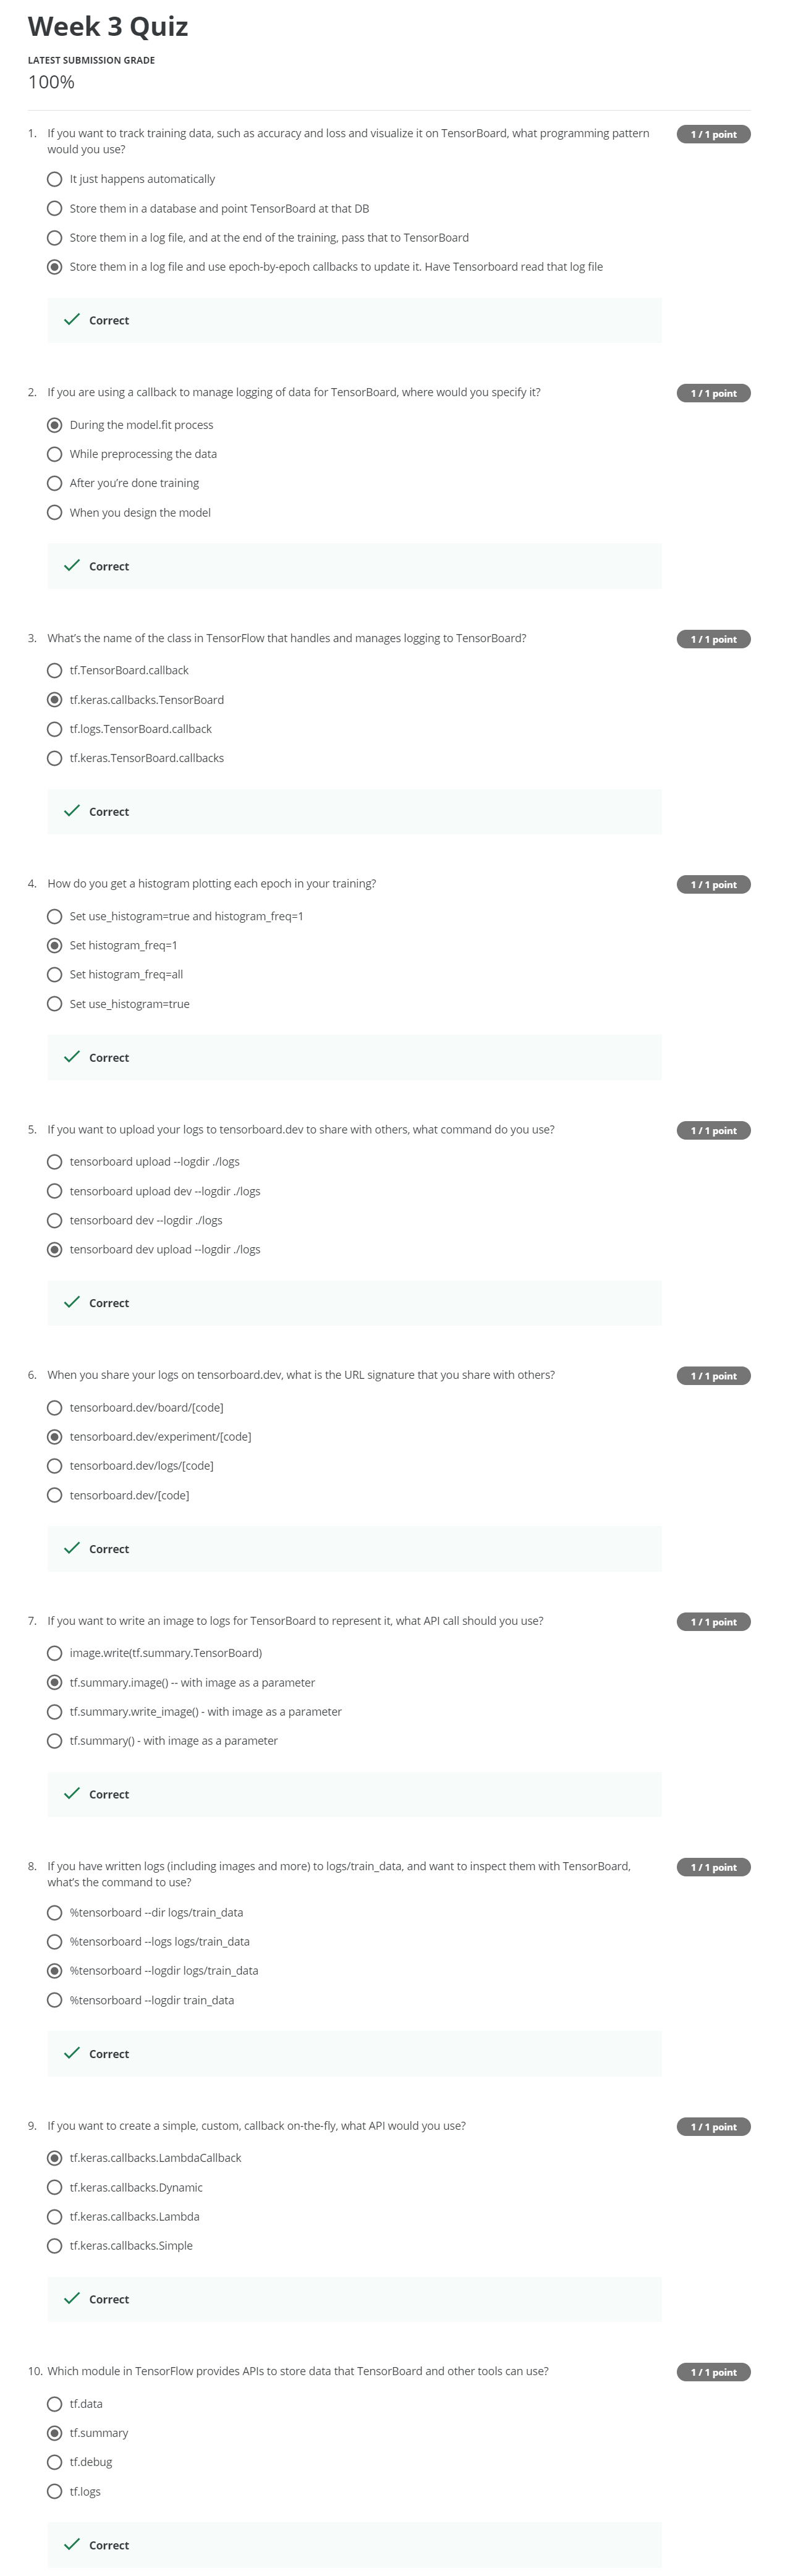 Week 3 Quiz
LATEST SUBMISSION GRADE
100%
1. If you want to track training data, such as accuracy and loss and visualize it on TensorBoard, what programming pattern
would you use?
1 / 1 point
It just happens automatically
Store them in a database and point TensorBoard at that DB
Store them in a log file, and at the end of the training, pass that to TensorBoard
Store them in a log file and use epoch-by-epoch callbacks to update it. Have Tensorboard read that log file
Correct
2. If you are using a callback to manage logging of data for TensorBoard, where would you specify it?
1 / 1 point
During the model.fit process
While preprocessing the data
After you’re done training
When you design the model
Correct
3. What’s the name of the class in TensorFlow that handles and manages logging to TensorBoard?
1 / 1 point
tf.TensorBoard.callback
tf.keras.callbacks.TensorBoard
tf.logs.TensorBoard.callback
tf.keras.TensorBoard.callbacks
Correct
4. How do you get a histogram plotting each epoch in your training?
1 / 1 point
Set use_histogram=true and histogram_freq=1
Set histogram_freq=1
Set histogram_freq=all
Set use_histogram=true
Correct
5. If you want to upload your logs to tensorboard.dev to share with others, what command do you use?
1 / 1 point
tensorboard upload --logdir ./logs
tensorboard upload dev --logdir ./logs
tensorboard dev --logdir ./logs
tensorboard dev upload --logdir ./logs
Correct
6. When you share your logs on tensorboard.dev, what is the URL signature that you share with others?
1 / 1 point
tensorboard.dev/board/[code]
tensorboard.dev/experiment/[code]
tensorboard.dev/logs/[code]
tensorboard.dev/[code]
Correct
7. If you want to write an image to logs for TensorBoard to represent it, what API call should you use?
1 / 1 point
image.write(tf.summary.TensorBoard)
tf.summary.image() -- with image as a parameter
tf.summary.write_image() - with image as a parameter
tf.summary() - with image as a parameter
Correct
8. If you have written logs (including images and more) to logs/train_data, and want to inspect them with TensorBoard,
what’s the command to use?
1 / 1 point
%tensorboard --dir logs/train_data
%tensorboard --logs logs/train_data
%tensorboard --logdir logs/train_data
%tensorboard --logdir train_data
Correct
9. If you want to create a simple, custom, callback on-the-fly, what API would you use?
1 / 1 point
tf.keras.callbacks.LambdaCallback
tf.keras.callbacks.Dynamic
tf.keras.callbacks.Lambda
tf.keras.callbacks.Simple
Correct
10. Which module in TensorFlow provides APIs to store data that TensorBoard and other tools can use?
1 / 1 point
tf.data
tf.summary
tf.debug
tf.logs
Correct